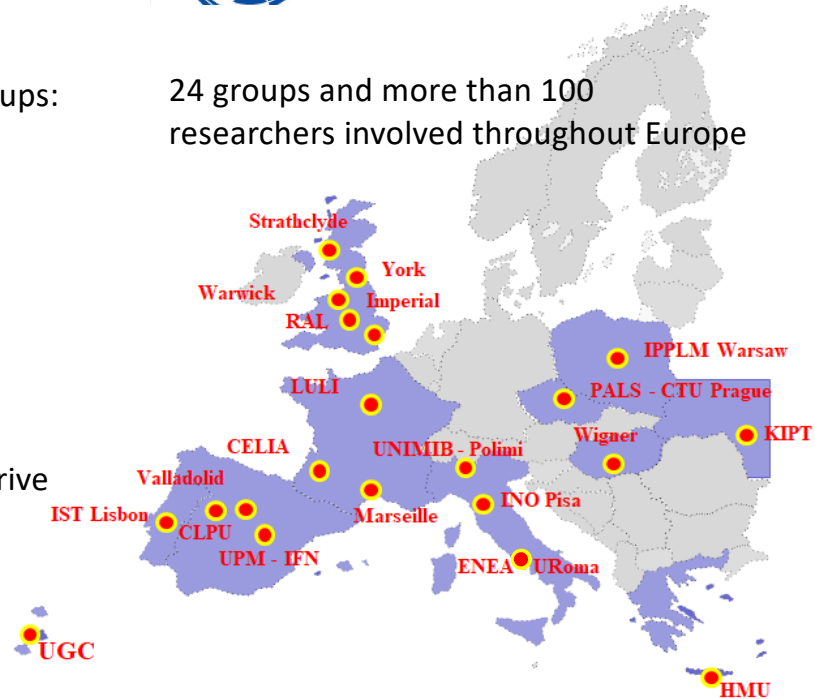 ups:
24 groups and more than 100
researchers involved throughout Europe
Strathclyde
York
Warwick
Imperial
RAL
IPPLM Warsaw
LULI
PALS - CTU Prague
KIPT
CELIA
UNIMIB - Polimi
Wigner
Valladolid
rive
IST Lisbon
CLPU
Marseille
INO Pisa
UPM - IFN
ENEA
URoma
UGC
HMU